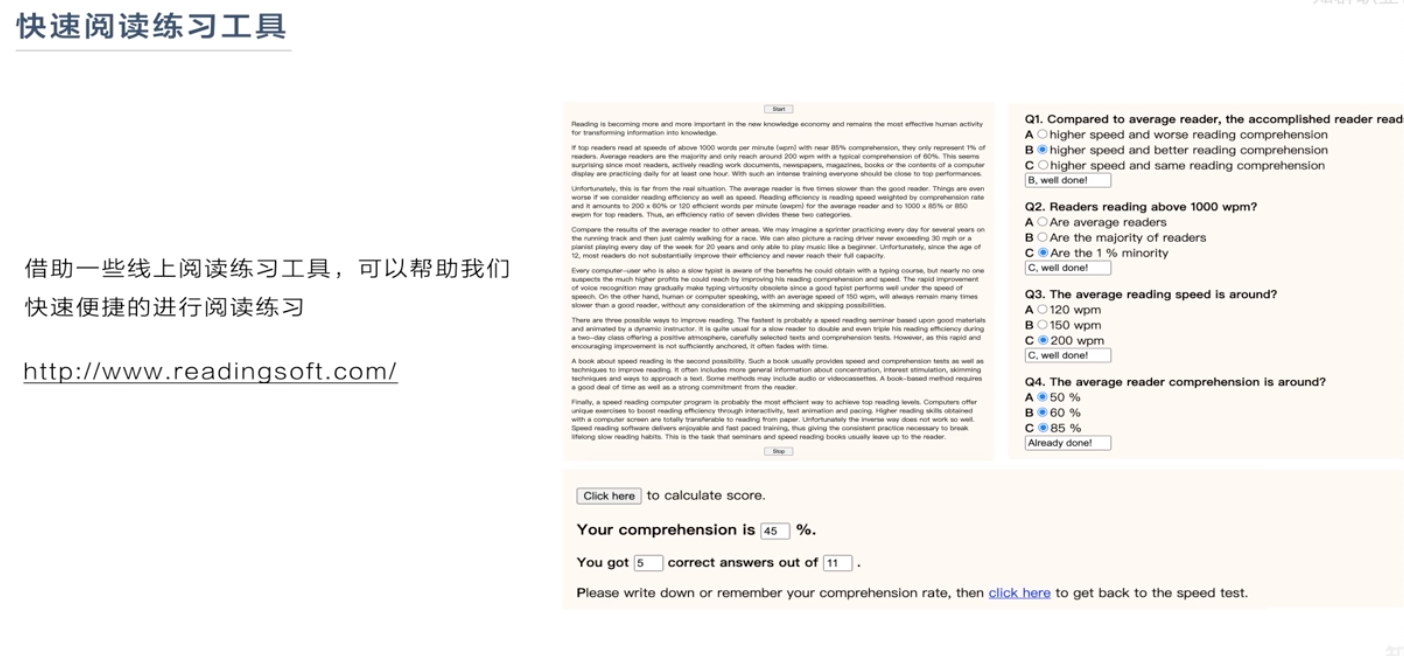 快速阅读练习工具
借助一些线上阅读练习工具，可以帮助我们
快速便捷的进行阅读练习
http://www.readingsoft.com/
Start
Reading is becoming more and more important in the new knowledge economy and remains the most effective human activity
for transforming information into knowledge.
If top readers read at speeds of above 1000 words per minute (wpm) with near 85% comprehension, they only represent 1% of
readers. Average readers are the majority and only reach around 200 wpm with a typical comprehension of 60%. This seems
surprising since most readers, actively reading work documents, newspapers, magazines, books or the contents of a computer
display are practicing daily for at least one hour. With such an intense training everyone should be close to top performances.
Unfortunately, this is far from the real situation. The average reader is five times slower than the good reader. Things are even
worse if we consider reading efficiency as well as speed. Reading efficiency is reading speed weighted by comprehension rate
and it amounts to 200 x 60% or 120 efficient words per minute (ewpm) for the average reader and to 1000 x 85% or 850
ewpm for top readers. Thus, an efficiency ratio of seven divides these two categories.
Compare the results of the average reader to other areas. We may imagine a sprinter practicing every day for several years on
the running track and then just calmly walking for a race. We can also picture a racing driver never exceeding 30 mph or a
pianist playing every day of the week for 20 years and only able to play music like a beginner. Unfortunately, since the age of
12, most readers do not substantially improve their efficiency and never reach their full capacity.
Every computer-user who is also a slow typist is aware of the benefits he could obtain with a typing course, but nearly no one
suspects the much higher profits he could reach by improving his reading comprehension and speed. The rapid improvement
of voice recognition may gradually make typing virtuosity obsolete since a good typist performs well under the speed of
speech. On the other hand, human or computer speaking, with an average speed of 150 wpm, will always remain many times
slower than a good reader, without any consideration of the skimming and skipping possibilities.
There are three possible ways to improve reading. The fastest is probably a speed reading seminar based upon good materials
and animated by a dynamic instructor. It is quite usual for a slow reader to double and even triple his reading efficiency during
a two-day class offering a positive atmosphere, carefully selected texts and comprehension tests. However, as this rapid and
encouraging improvement is not sufficiently anchored, it often fades with time.
A book about speed reading is the second possibility. Such a book usually provides speed and comprehension tests as well as
techniques to improve reading. It often includes more general information about concentration, interest stimulation, skimming
techniques and ways to approach a text. Some methods may include audio or videocassettes. A book-based method requires
a good deal of time as well as a strong commitment from the reader.
Finally, a speed reading computer program is probably the most efficient way to achieve top reading levels. Computers offer
unique exercises to boost reading efficiency through interactivity, text animation and pacing. Higher reading skills obtained
with a computer screen are totally transferable to reading from paper. Unfortunately the inverse way does not work so well.
Speed reading software delivers enjoyable and fast paced training, thus giving the consistent practice necessary to break
lifelong slow reading habits. This is the task that seminars and speed reading books usually leave up to the reader.
Stop
Q1. Compared to average reader, the accomplished reader read
A higher speed and worse reading comprehension
B higher speed and better reading comprehension
C higher speed and same reading comprehension
B, well done!
Q2. Readers reading above 1000 wpm?
A Are average readers
B Are the majority of readers
C Are the 1 % minority
C, well done!
Q3. The average reading speed is around?
A 120 wpm
B 150 wpm
C 200 wpm
C, well done!
Q4. The average reader comprehension is around?
A 50 %
B 60 %
C 85 %
Already done!
Click here to calculate score.
Your comprehension is 45 %.
You got 5 correct answers out of 11 .
Please write down or remember your comprehension rate, then click here to get back to the speed test.